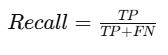 Recall = TP / TP+FN